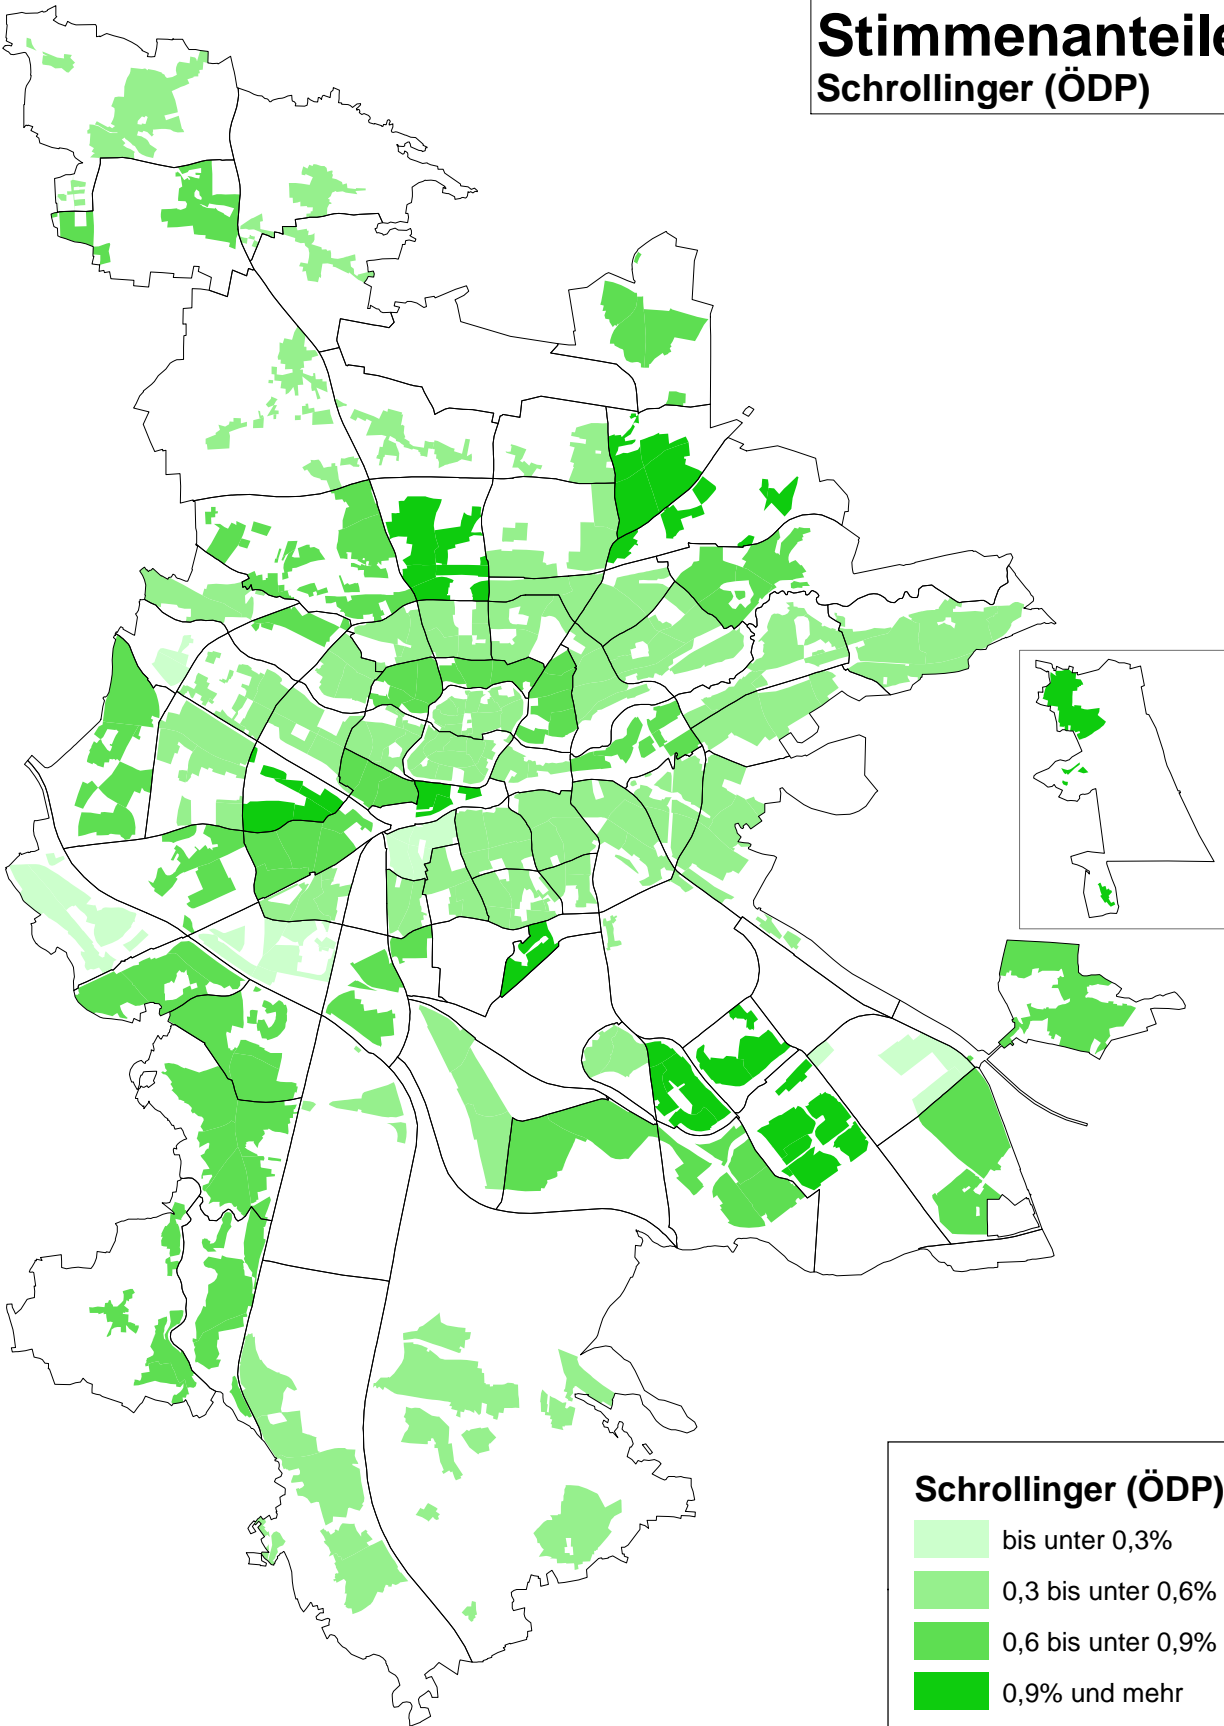 Stimmenanteile
Schrollinger (ÖDP)
Schrollinger (ÖDP)
bis unter 0,3%
0,3 bis unter 0,6%
0,6 bis unter 0,9%
0,9% und mehr